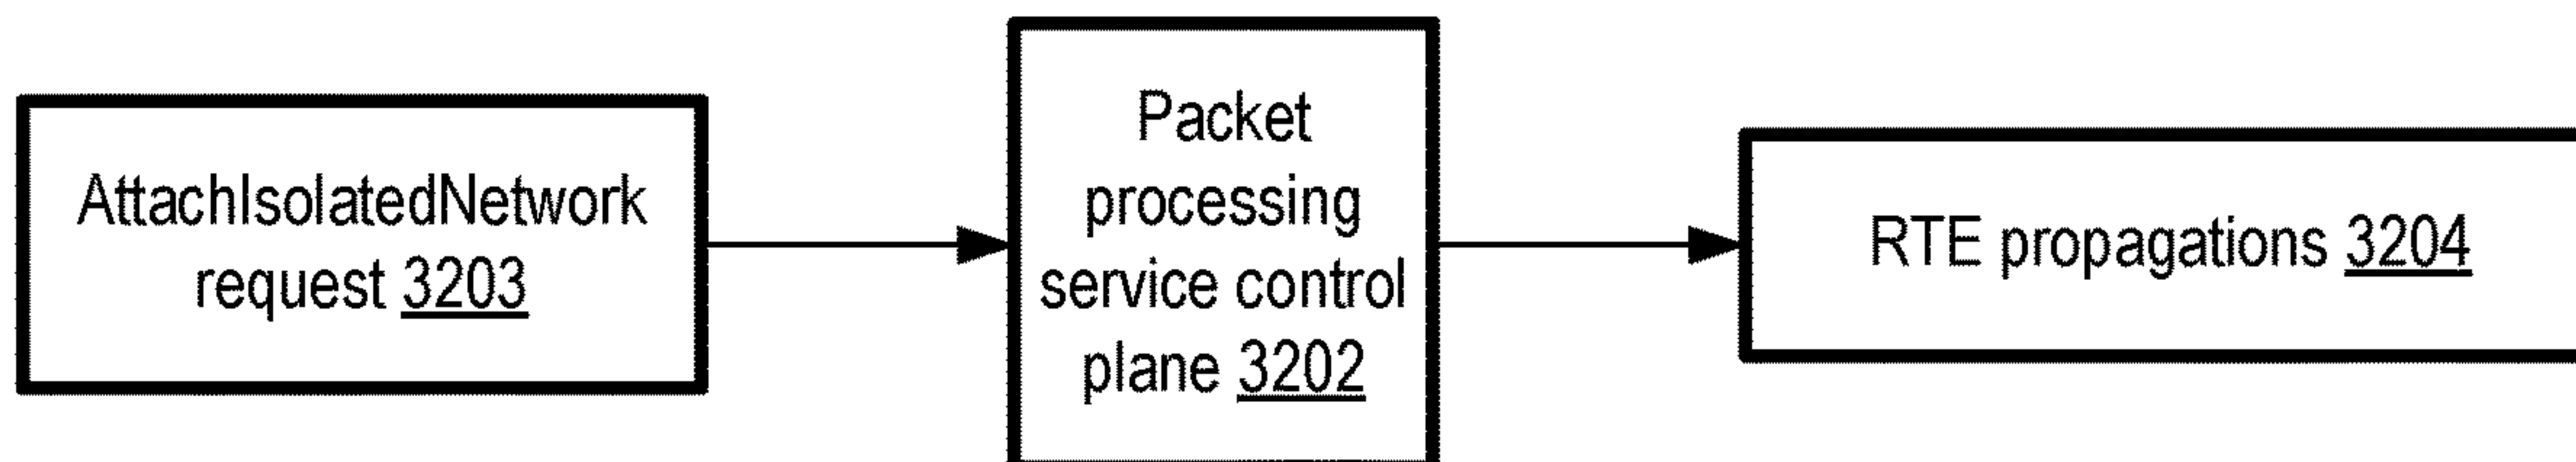 AttachIsolatedNetwork
request 3203
Packet
processing
service control
plane 3202
RTE propagations 3204